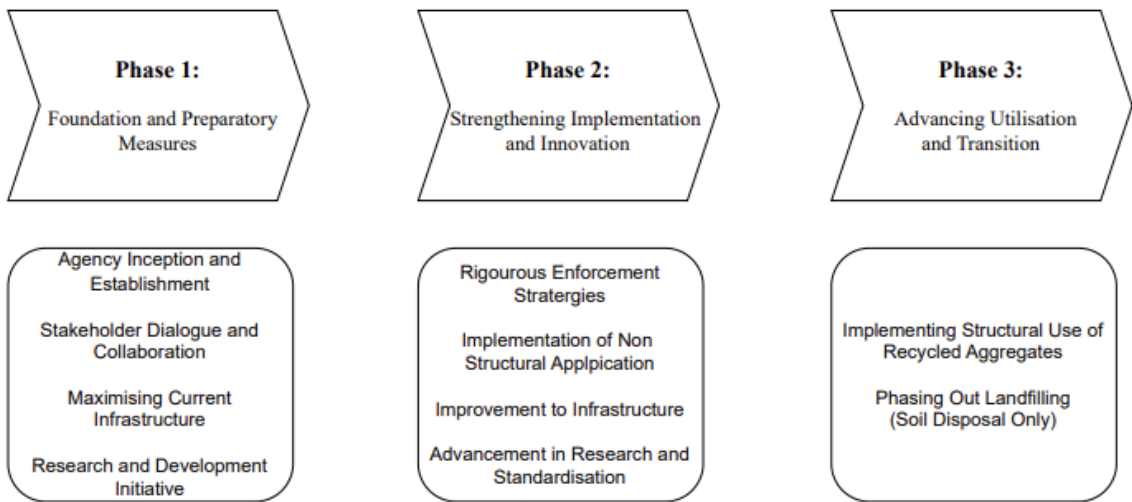 Phase 1:
Foundation and Preparatory
Measures
Phase 2:
Strengthening Implementation
and Innovation
Phase 3:
Advancing Utilisation
and Transition
Agency Inception and
Establishment
Stakeholder Dialogue and
Collaboration
Maximising Current
Infrastructure
Research and Development
Initiative
Rigourous Enforcement
Stratergies
Implementation of Non
Structural Applpication
Improvement to Infrastructure
Advancement in Research and
Standardisation
Implementing Structural Use of
Recycled Aggregates
Phasing Out Landfilling
(Soil Disposal Only)